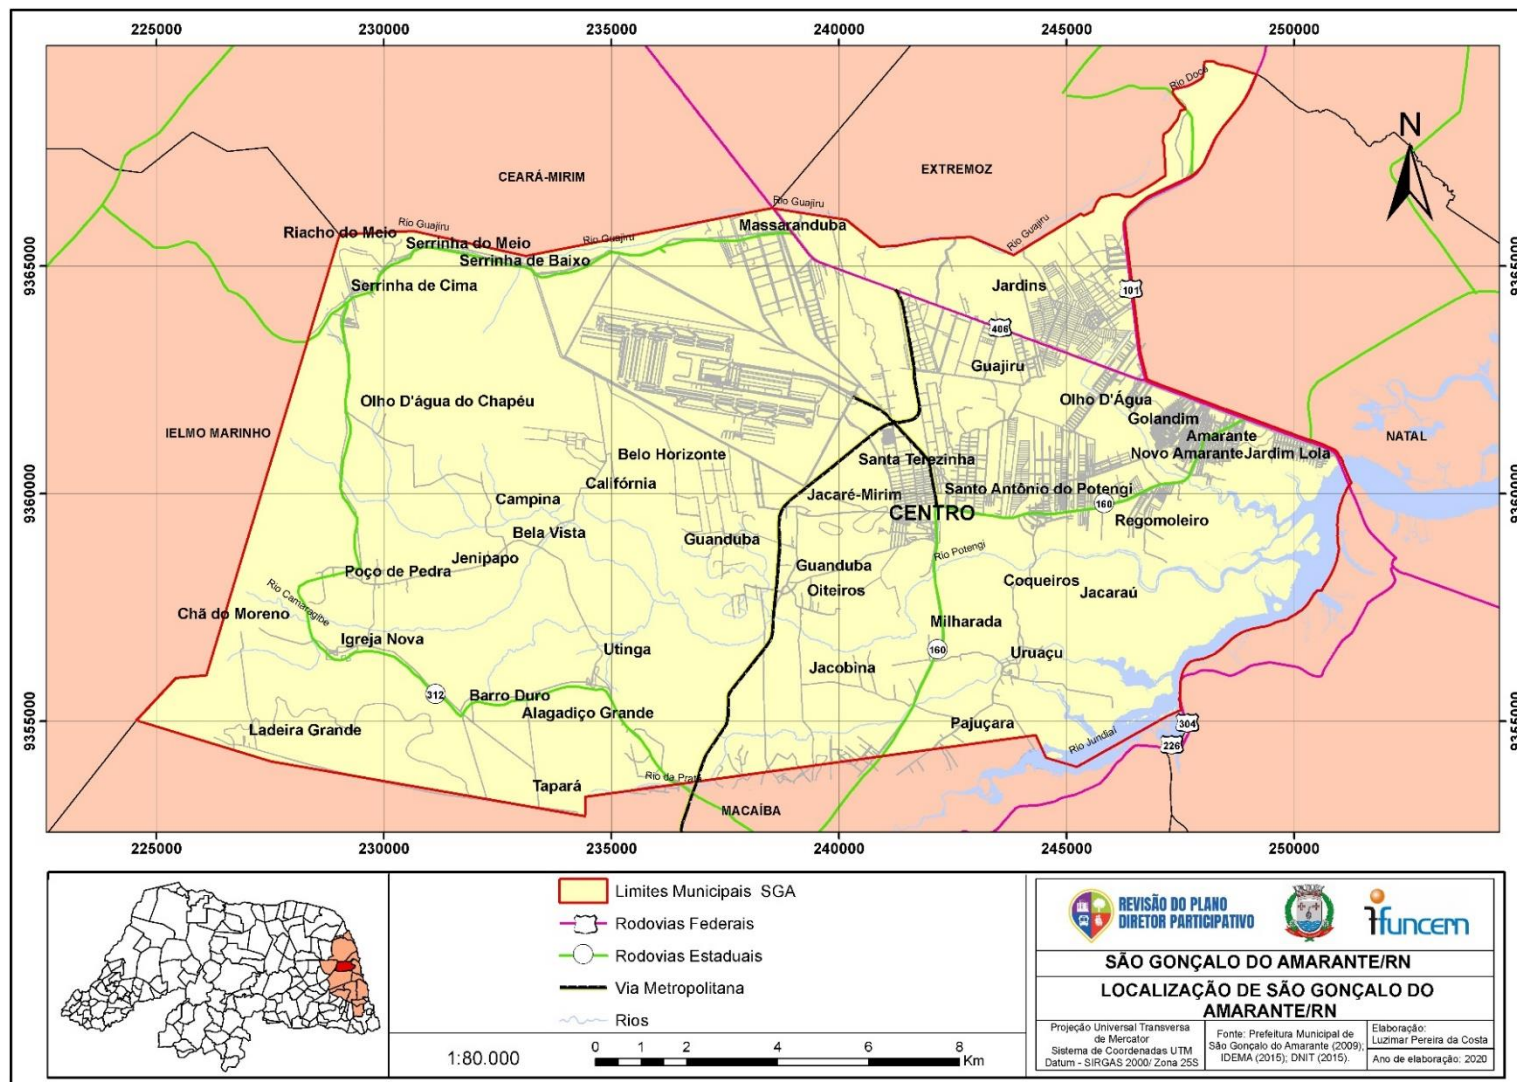 225000
230000
235000
240000
245000
250000
Rio Doce
N
CEARÁ-MIRIM
EXTREMOZ
Rio Guajiru
Rio Guajiru
Rio Guajiru
Rio Guajiru
Riacho do Meio
Massaranduba
Serrinha do Meio
Serrinha de Baixo
9365000
9365000
Serrinha de Cima
Jardins
101
406
Guajiru
Olho D'água do Chapéu
Olho D'Água
Golandim
IELMO MARINHO
Amarante
NATAL
Belo Horizonte
Santa Terezinha
Novo Amarante
Jardim Lola
Califórnia
9360000
9360000
Campina
Jacaré-Mirim
Santo Antônio do Potengi
160
CENTRO
Regomoleiro
Bela Vista
Guanduba
Jenipapo
Rio Potengi
Poço de Pedra
Guanduba
Coqueiros
Oiteiros
Jacaraú
Rio Camaragibe
Chã do Moreno
Milharada
Igreja Nova
Utinga
160
Uruaçu
Jacobina
312
Barro Duro
Alagadiço Grande
9355000
9355000
Ladeira Grande
Pajuçara
304
226
Rio Jundiaí
Rio da Prata
Tapará
MACAÍBA
225000
230000
235000
240000
245000
250000
Limites Municipais SGA
Rodovias Federais
Rodovias Estaduais
Via Metropolitana
Rios
1:80.000
0 1 2 4 6 8
Km
REVISÃO DO PLANO
DIRETOR PARTICIPATIVO
funcern
SÃO GONÇALO DO AMARANTE/RN
LOCALIZAÇÃO DE SÃO GONÇALO DO
AMARANTE/RN
Projeção Universal Transversa
de Mercator
Sistema de Coordenadas UTM
Datum - SIRGAS 2000/ Zona 25S
Fonte: Prefeitura Municipal de
São Gonçalo do Amarante (2009);
IDEMA (2015); DNIT (2015).
Elaboração:
Luzimar Pereira da Costa
Ano de elaboração: 2020